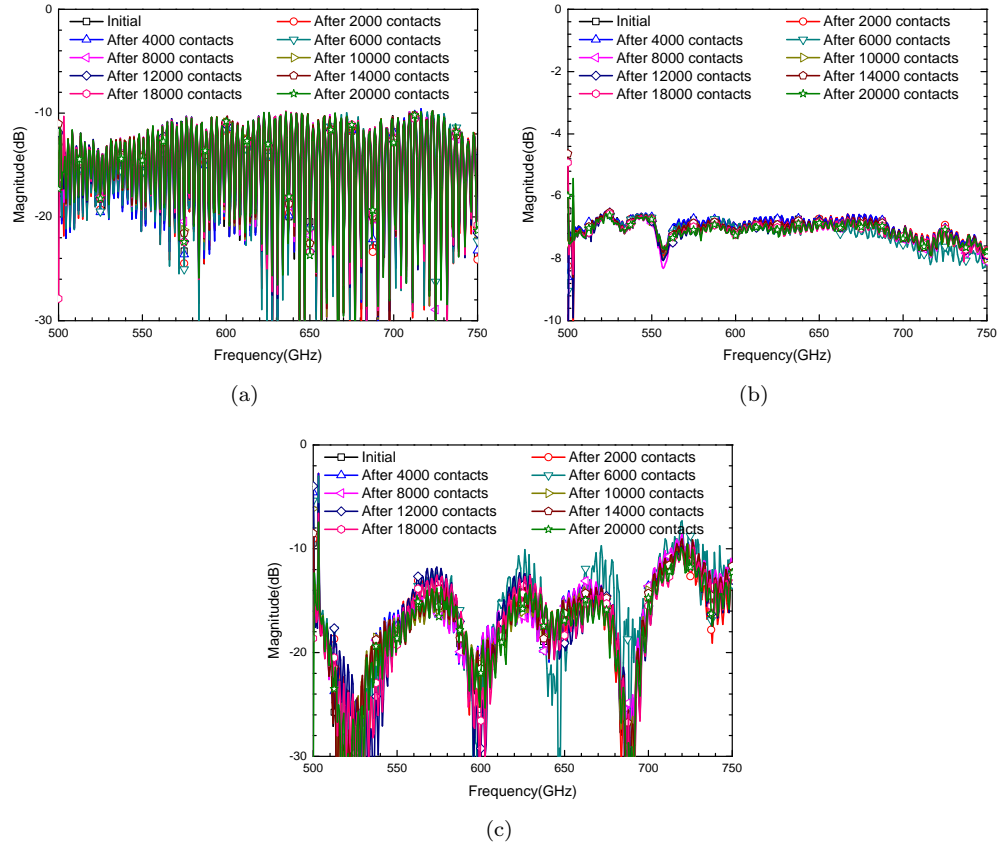 0
-10
-20
-30
Magnitude(dB)
Initial After 2000 contacts
After 4000 contacts After 6000 contacts
After 8000 contacts After 10000 contacts
After 12000 contacts After 14000 contacts
After 18000 contacts After 20000 contacts
500 550 600 650 700 750
Frequency(GHz)
(a)
0
-2
-4
-6
-8
-10
Magnitude(dB)
Initial After 2000 contacts
After 4000 contacts After 6000 contacts
After 8000 contacts After 10000 contacts
After 12000 contacts After 14000 contacts
After 18000 contacts After 20000 contacts
500 550 600 650 700 750
Frequency(GHz)
(b)
0
-10
-20
-30
Magnitude(dB)
Initial After 2000 contacts
After 4000 contacts After 6000 contacts
After 8000 contacts After 10000 contacts
After 12000 contacts After 14000 contacts
After 18000 contacts After 20000 contacts
500 550 600 650 700 750
Frequency(GHz)
(c)